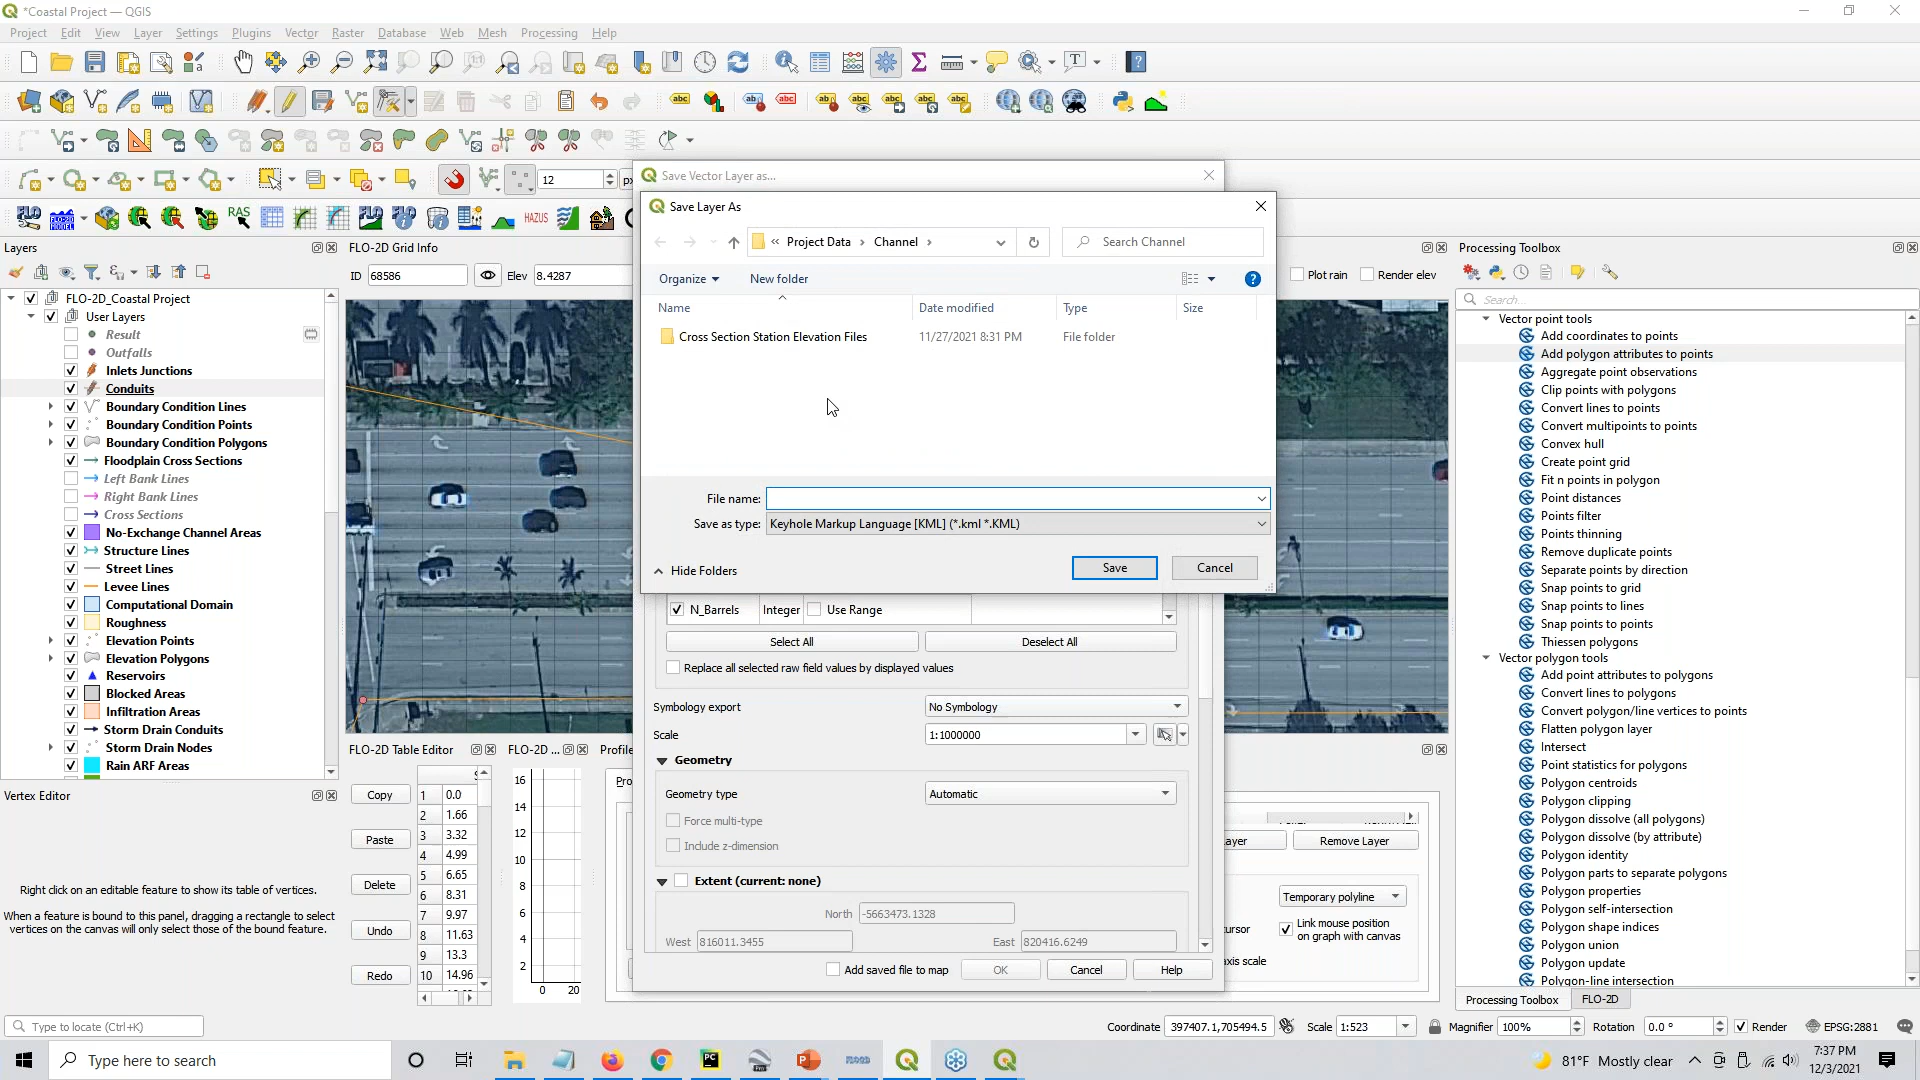 *Coastal Project — QGIS
Project Edit View Layer Settings Plugins Vector Raster Database Web Mesh Processing Help
12
px
Save Vector Layer as...
Save Layer As
« Project Data › Channel ›
Search Channel
Organize
New folder
Name
Date modified
Type
Size
Cross Section Station Elevation Files
11/27/2021 8:31 PM
File folder
File name:
Save as type:
Keyhole Markup Language [KML] (*.kml *.KML)
Hide Folders
Save
Cancel
N_Barrels
Integer
Use Range
Select All
Deselect All
Replace all selected raw field values by displayed values
Symbology export
No Symbology
Scale
1:1000000
Geometry
Geometry type
Automatic
Force multi-type
Include z-dimension
Extent (current: none)
North
-5663473.1328
West
816011.3455
East
820416.6249
Add saved file to map
OK
Cancel
Help
Layers
FLO-2D_Coastal Project
User Layers
Result
Outfalls
Inlets Junctions
Conduits
Boundary Condition Lines
Boundary Condition Points
Boundary Condition Polygons
Floodplain Cross Sections
Left Bank Lines
Right Bank Lines
Cross Sections
No-Exchange Channel Areas
Structure Lines
Street Lines
Levee Lines
Computational Domain
Roughness
Elevation Points
Elevation Polygons
Reservoirs
Blocked Areas
Infiltration Areas
Storm Drain Conduits
Storm Drain Nodes
Rain ARF Areas
Vertex Editor
Right click on an editable feature to show its table of vertices.
When a feature is bound to this panel, dragging a rectangle to select
vertices on the canvas will only select those of the bound feature.
FLO-2D Grid Info
ID 68586
Elev 8.4287
Plot rain
Render elev
FLO-2D Table Editor
FLO-2D ...
Profile
Copy
Paste
Delete
Undo
Redo
1 0.0
2 1.66
3 3.32
4 4.99
5 6.65
6 8.31
7 9.97
8 11.63
9 13.3
10 14.96
16
14
12
10
8
6
4
2
0 20
Pro
ayer
Remove Layer
Temporary polyline
ursor
Link mouse position
on graph with canvas
xis scale
Processing Toolbox
Search...
Vector point tools
Add coordinates to points
Add polygon attributes to points
Aggregate point observations
Clip points with polygons
Convert lines to points
Convert multipoints to points
Convex hull
Create point grid
Fit n points in polygon
Point distances
Points filter
Points thinning
Remove duplicate points
Separate points by direction
Snap points to grid
Snap points to lines
Snap points to points
Thiessen polygons
Vector polygon tools
Add point attributes to polygons
Convert lines to polygons
Convert polygon/line vertices to points
Flatten polygon layer
Intersect
Point statistics for polygons
Polygon centroids
Polygon clipping
Polygon dissolve (all polygons)
Polygon dissolve (by attribute)
Polygon identity
Polygon parts to separate polygons
Polygon properties
Polygon self-intersection
Polygon shape indices
Polygon union
Polygon update
Polygon-line intersection
Processing Toolbox
FLO-2D
Type to locate (Ctrl+K)
Coordinate 397407.1,705494.5
Scale 1:523
Magnifier 100%
Rotation 0.0 °
Render
EPSG:2881
Type here to search
81°F Mostly clear
7:37 PM
12/3/2021